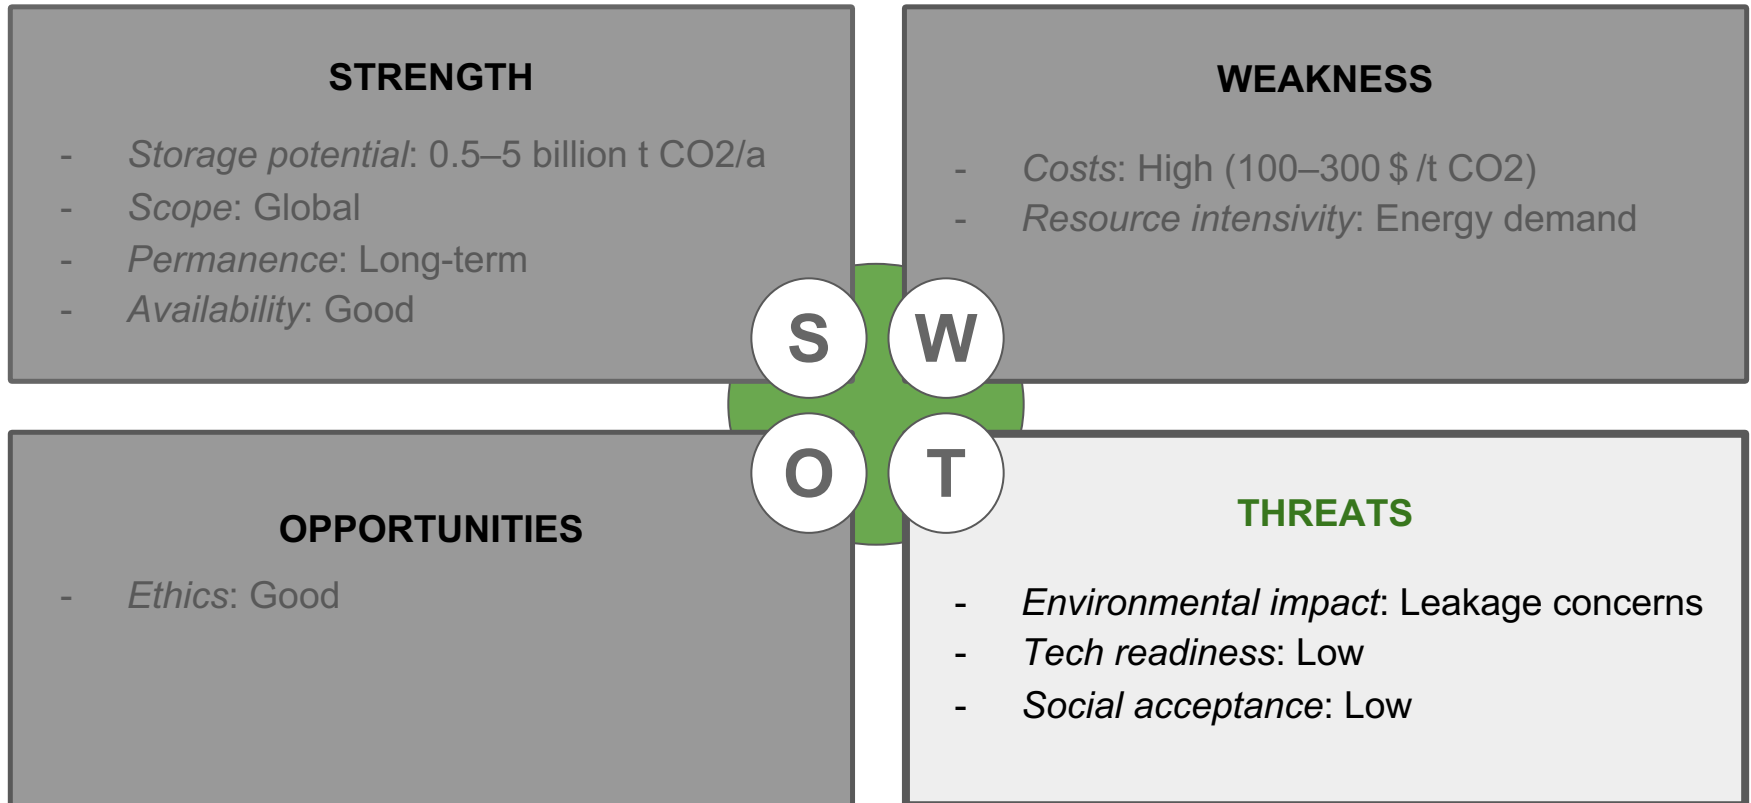 STRENGTH
- Storage potential: 0.5–5 billion t CO2/a
- Scope: Global
- Permanence: Long-term
- Availability: Good
WEAKNESS
- Costs: High (100–300 $ /t CO2)
- Resource intensivity: Energy demand
S W
O T
OPPORTUNITIES
- Ethics: Good
THREATS
- Environmental impact: Leakage concerns
- Tech readiness: Low
- Social acceptance: Low